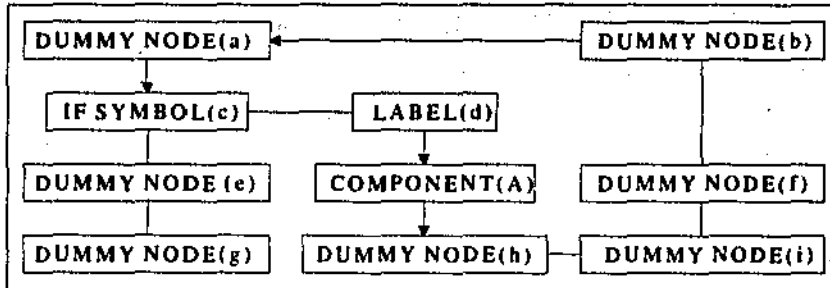 DUMMY NODE(a) DUMMY NODE(b)
IF SYMBOL(c) LABEL(d)
DUMMY NODE(e) COMPONENT(A) DUMMY NODE(f)
DUMMY NODE(g) DUMMY NODE(h) DUMMY NODE(i)